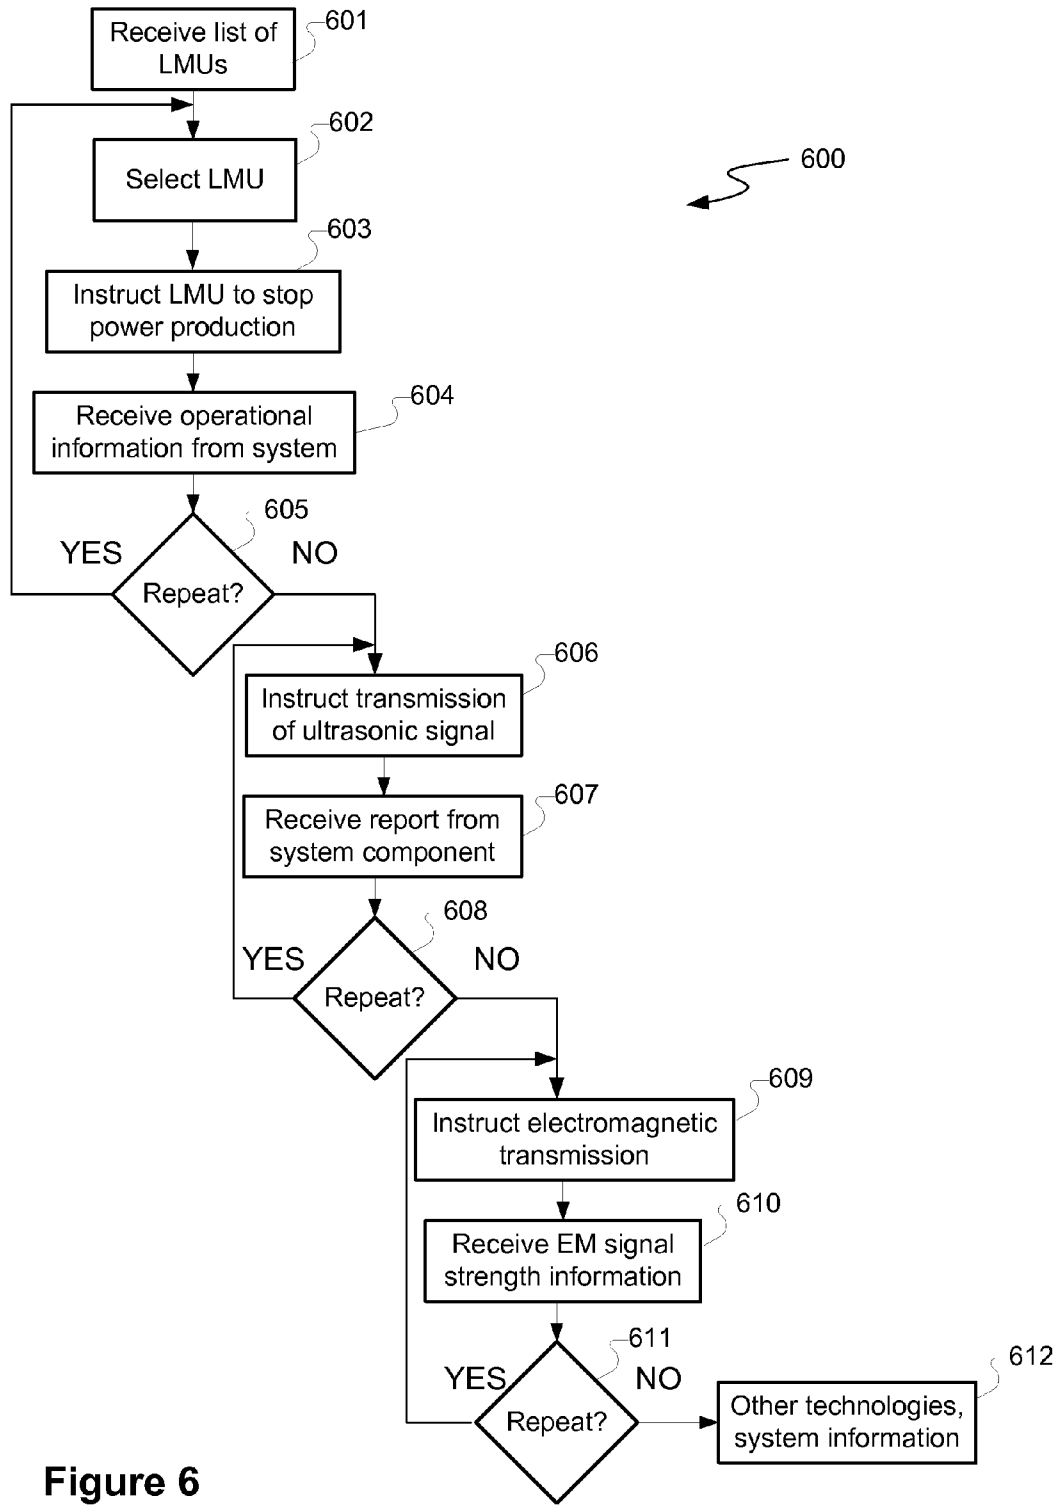 Receive list of
LMUs
601
602
Select LMU
600
603
Instruct LMU to stop
power production
604
Receive operational
information from system
605
YES
NO
Repeat?
606
Instruct transmission
of ultrasonic signal
607
Receive report from
system component
608
YES
NO
Repeat?
609
Instruct electromagnetic
transmission
610
Receive EM signal
strength information
611
YES
NO
Repeat?
612
Other technologies,
system information
Figure 6